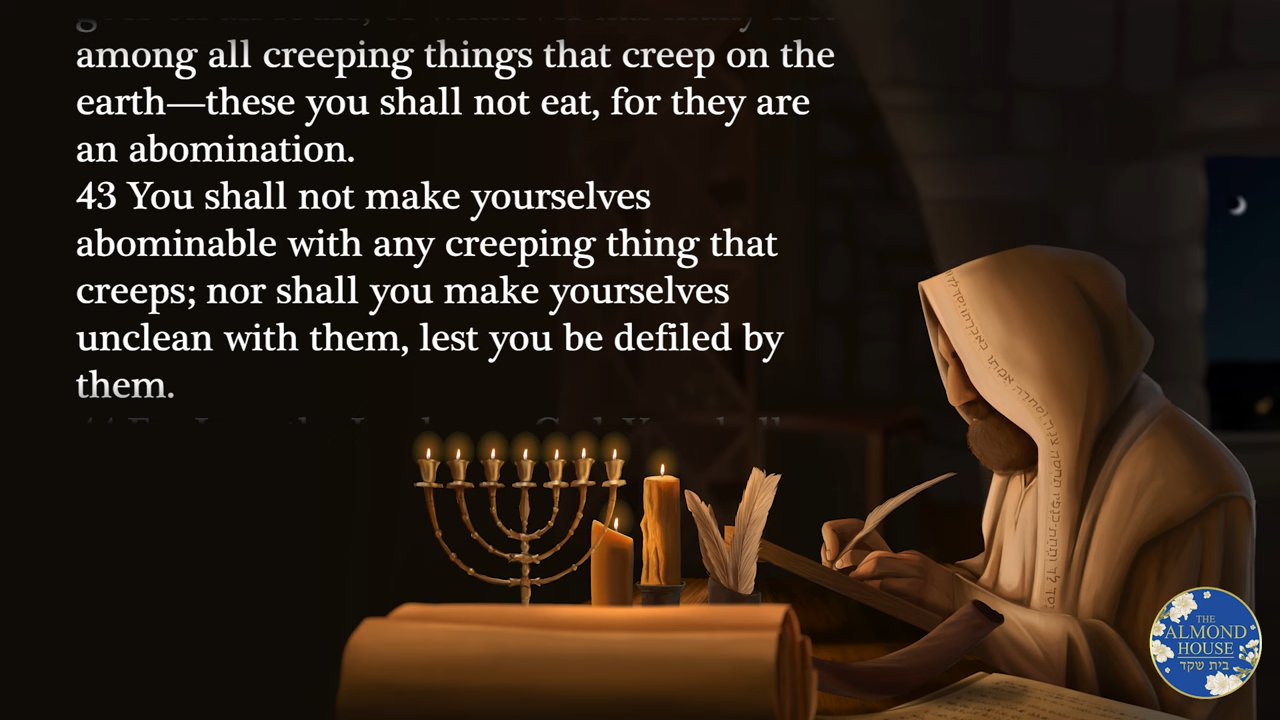 among all creeping things that creep on the
earth—these you shall not eat, for they are
an abomination.
43 You shall not make yourselves
abominable with any creeping thing that
creeps; nor shall you make yourselves
unclean with them, lest you be defiled by
them.
THE
ALMOND
HOUSE
בית שקד